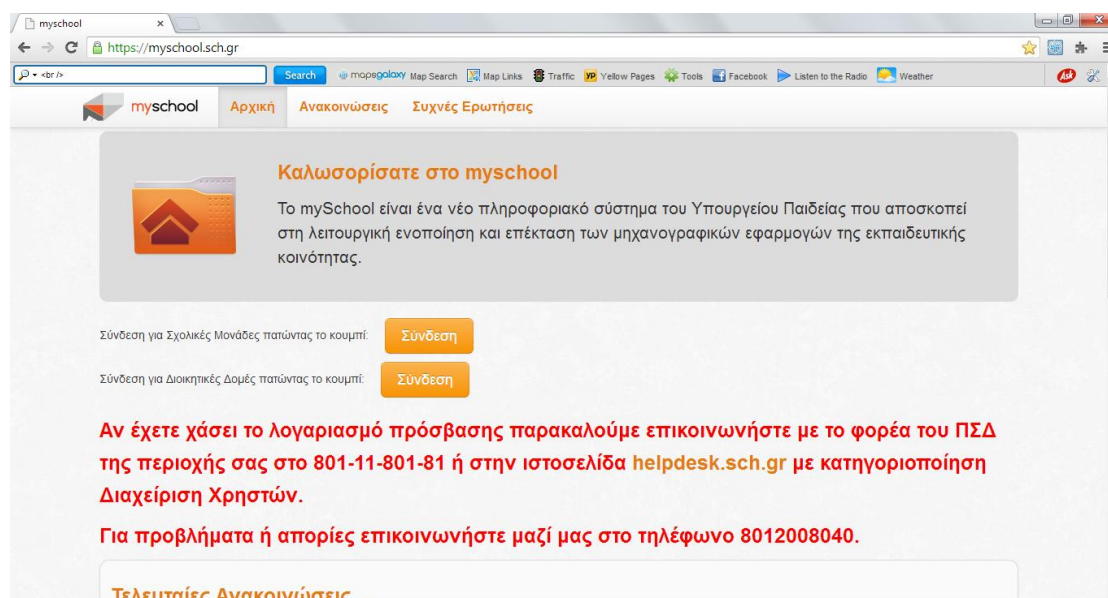 myschool
https://myschool.sch.gr
<br />
Search mapsgalaxy Map Search Map Links Traffic YP Yellow Pages Tools Facebook Listen to the Radio Weather Ask
myschool Αρχική Ανακοινώσεις Συχνές Ερωτήσεις
Καλωσορίσατε στο myschool
Το mySchool είναι ένα νέο πληροφοριακό σύστημα του Υπουργείου Παιδείας που αποσκοπεί
στη λειτουργική ενοποίηση και επέκταση των μηχανογραφικών εφαρμογών της εκπαιδευτικής
κοινότητας.
Σύνδεση για Σχολικές Μονάδες πατώντας το κουμπί: Σύνδεση
Σύνδεση για Διοικητικές Δομές πατώντας το κουμπί: Σύνδεση
Αν έχετε χάσει το λογαριασμό πρόσβασης παρακαλούμε επικοινωνήστε με το φορέα του ΠΣΔ
της περιοχής σας στο 801-11-801-81 ή στην ιστοσελίδα helpdesk.sch.gr με κατηγοριοποίηση
Διαχείριση Χρηστών.
Για προβλήματα ή απορίες επικοινωνήστε μαζί μας στο τηλέφωνο 8012008040.
Τελευταίες Ανακοινώσεις